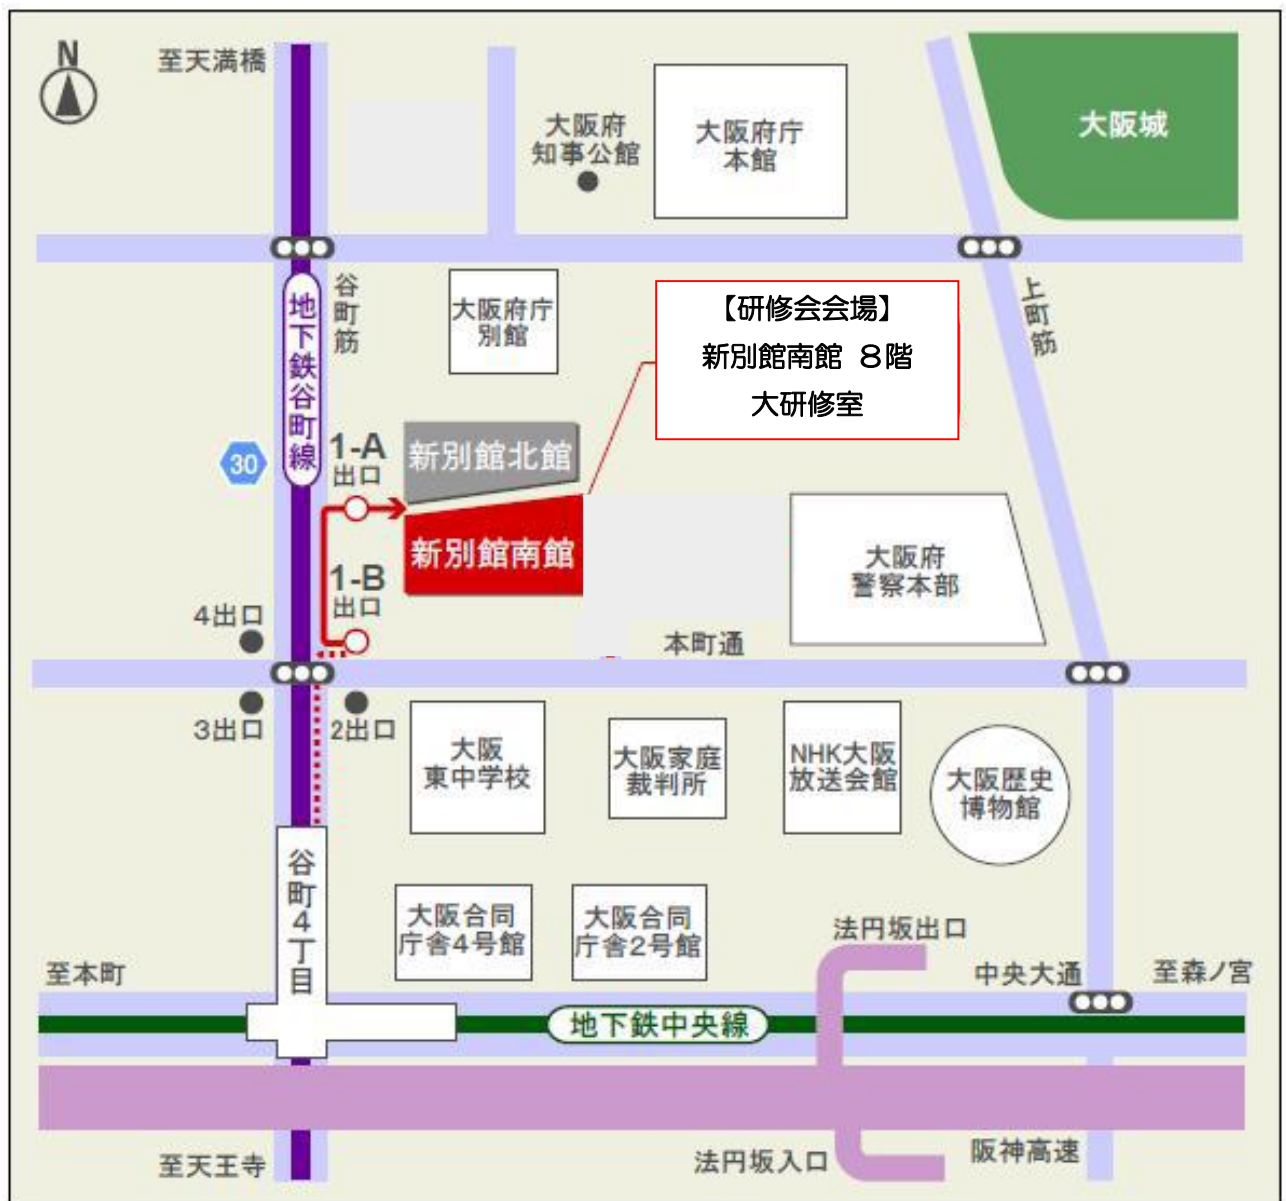 N
至天満橋
大阪府
知事公館
大阪府庁
本館
大阪城
谷町筋
地下鉄谷町線
大阪府庁
別館
【研修会会場】
新別館南館 8階
大研修室
上町筋
30
1-A
出口
新別館北館
新別館南館
1-B
出口
大阪府
警察本部
4出口
本町通
3出口
2出口
大阪
東中学校
大阪家庭
裁判所
NHK大阪
放送会館
大阪歴史
博物館
谷町4丁目
大阪合同
庁舎4号館
大阪合同
庁舎2号館
法円坂出口
至本町
中央大通
至森ノ宮
地下鉄中央線
至天王寺
法円坂入口
阪神高速